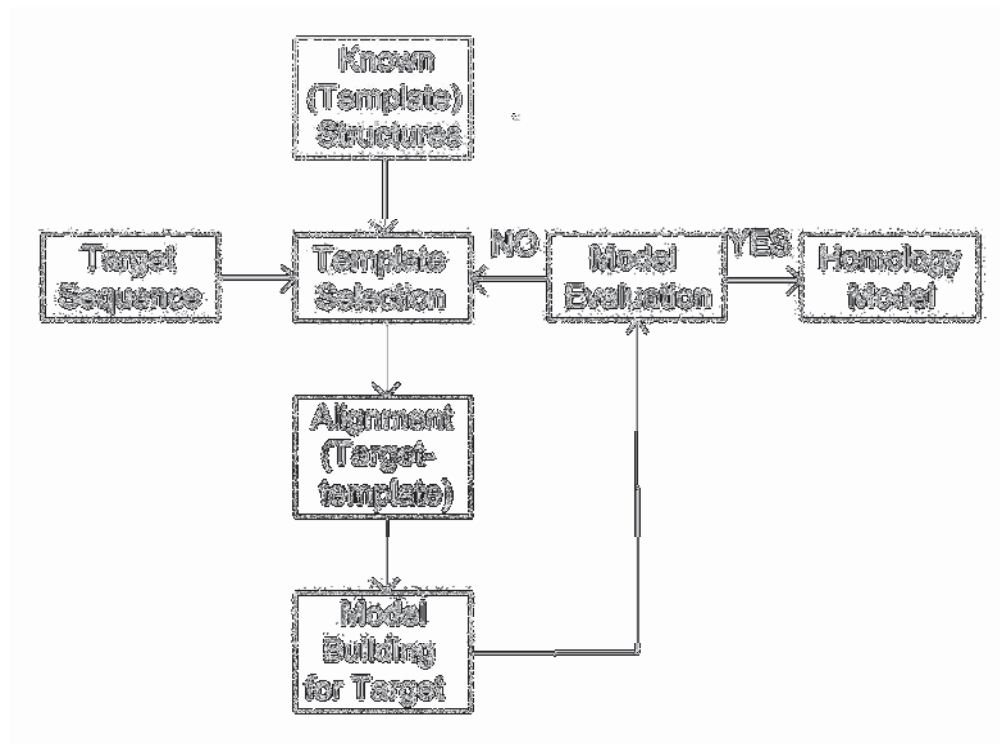 Known
(Template)
Structures
Target
Sequence
Template
Selection
NO
Model
Evaluation
YES
Homology
Model
Alignment
(Target-
template)
Model
Building
for Target